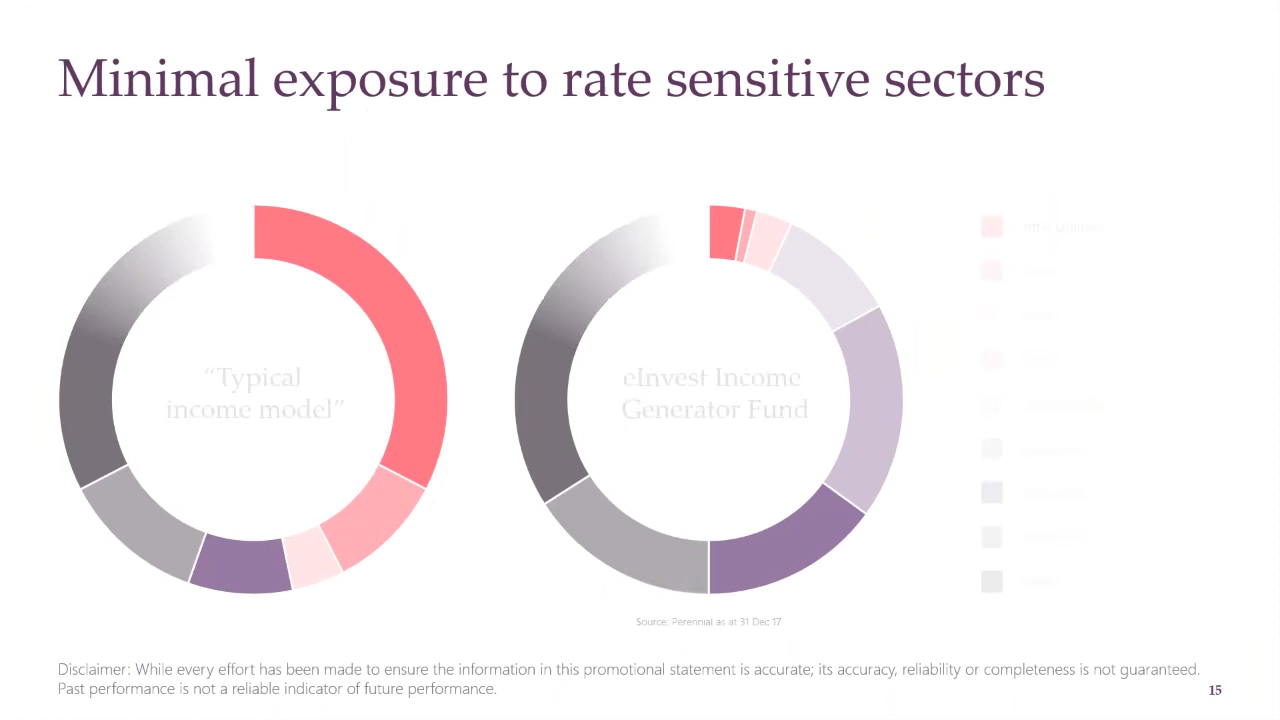 Minimal exposure to rate sensitive sectors
“Typical
income model”
eInvest Income
Generator Fund
Source: Perennial as at 31 Dec 17
Disclaimer: While every effort has been made to ensure the information in this promotional statement is accurate; its accuracy, reliability or completeness is not guaranteed.
Past performance is not a reliable indicator of future performance.
15